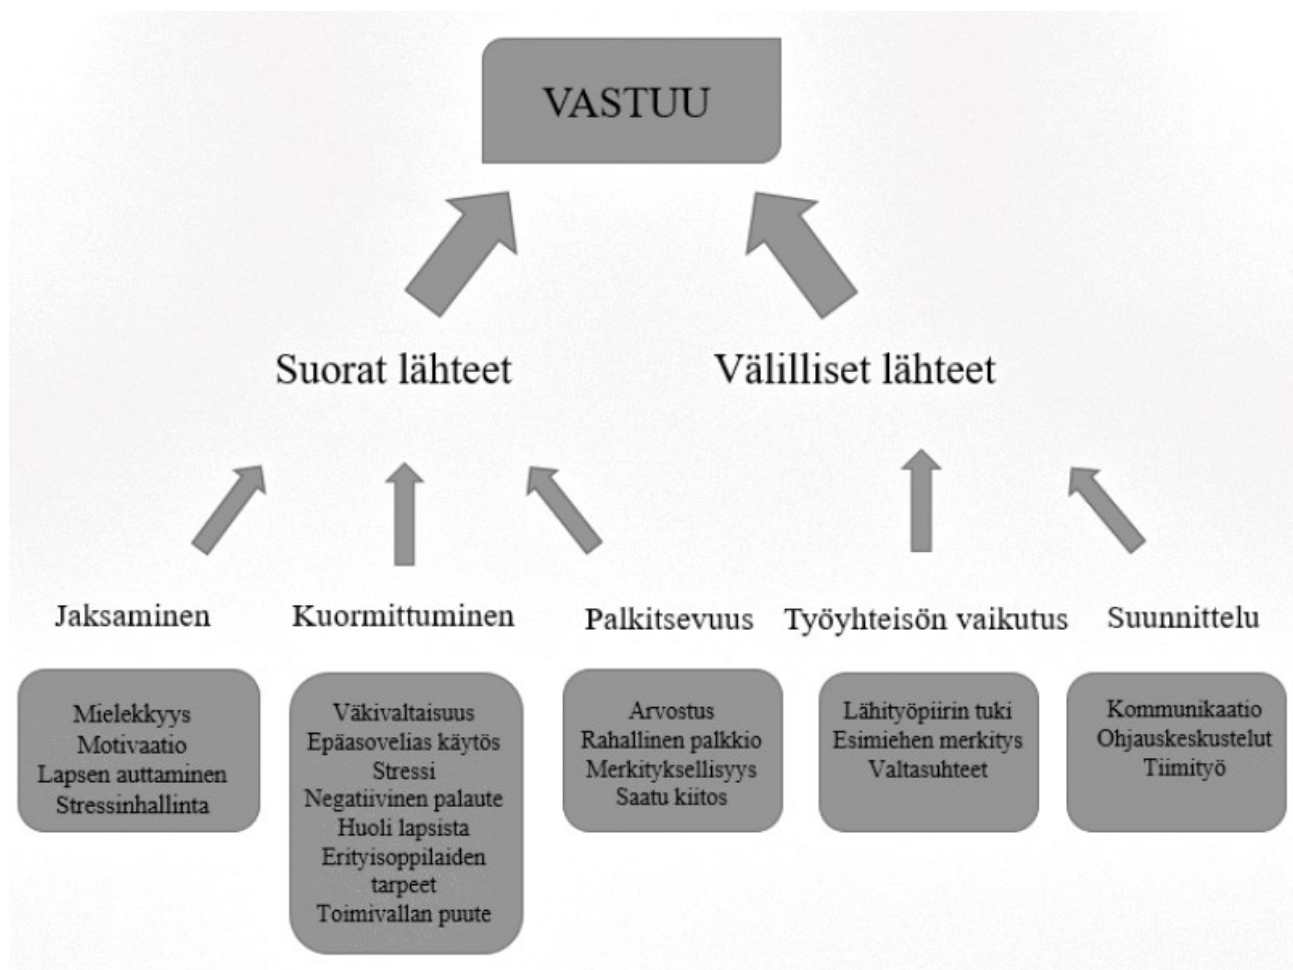 VASTUU
Suorat lähteet
Välilliset lähteet
Jaksaminen
Kuormittuminen
Palkitsevuus
Työyhteisön vaikutus
Suunnittelu
Mielekkyys
Motivaatio
Lapsen auttaminen
Stressinhallinta
Väkivaltaisuus
Epäasovelias käytös
Stressi
Negatiivinen palaute
Huoli lapsista
Erityisoppilaiden
tarpeet
Toimivallan puute
Arvostus
Rahallinen palkkio
Merkityksellisyys
Saatu kiitos
Lähityöpiirin tuki
Esimiehen merkitys
Valtasuhteet
Kommunikaatio
Ohjauskeskustelut
Tiimityö